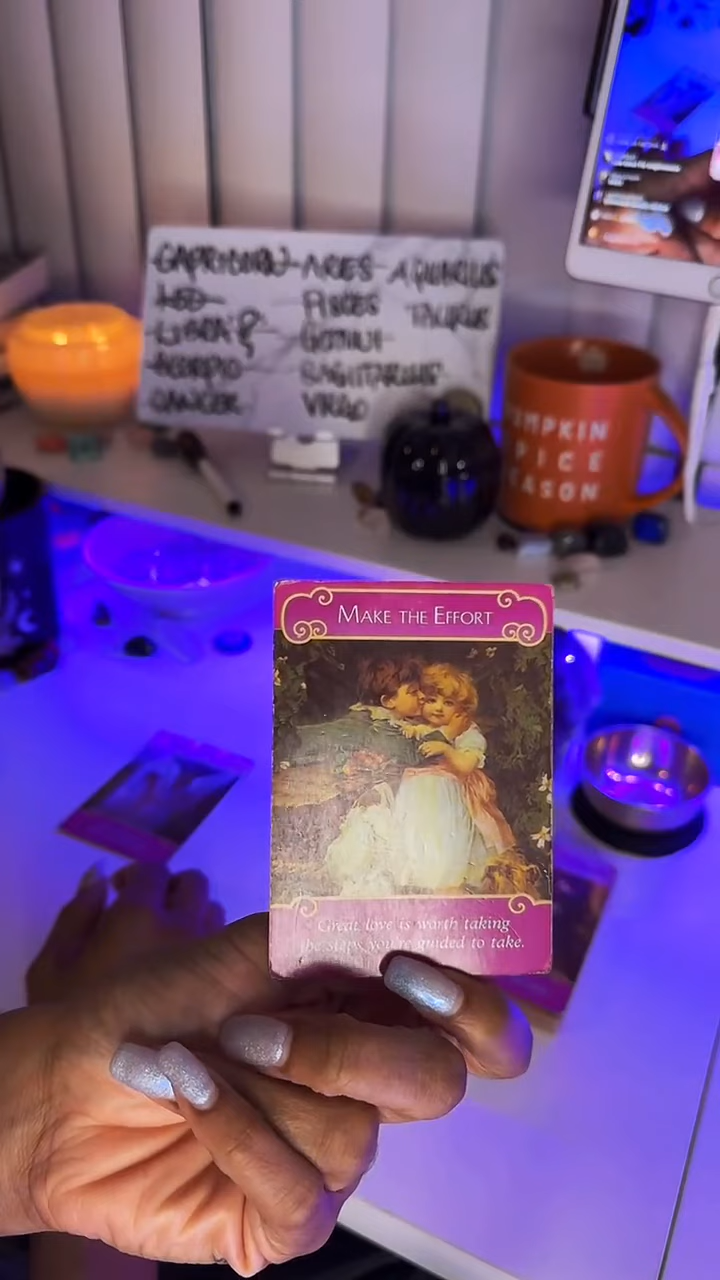 CAPRICORN ARIES AQUARIUS
LEO PISCES TAURUS
LIBRA GEMINI
SCORPIO SAGITTARIUS
CANCER VIRGO
PUMPKIN
SPICE
SEASON
MAKE THE EFFORT
Great love is worth taking
the steps you're guided to take.